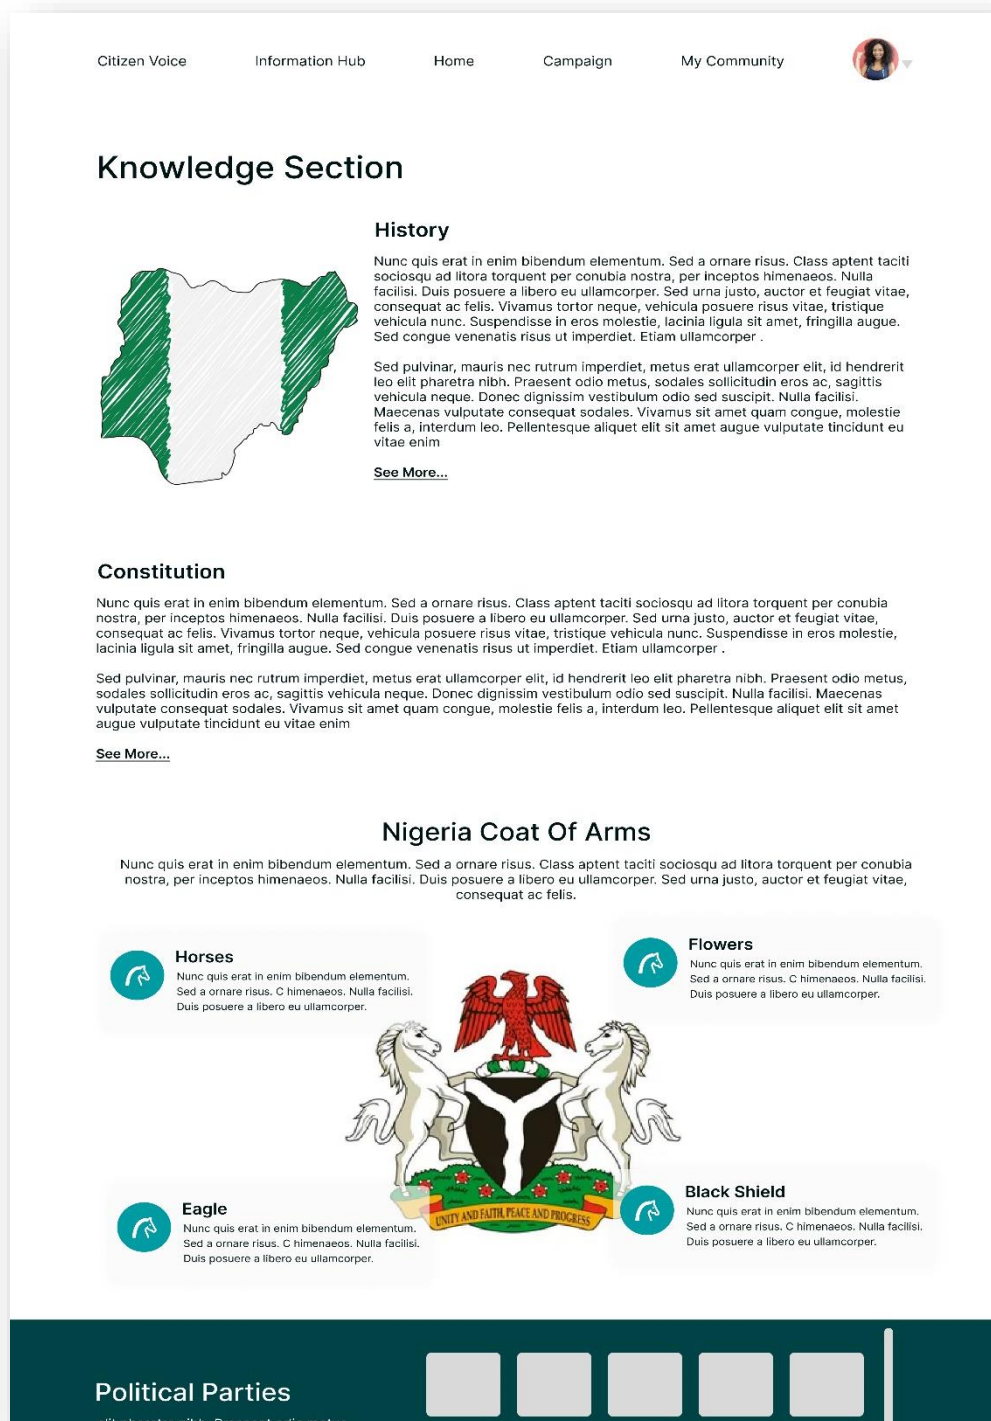 Citizen Voice
Information Hub
Home
Campaign
My Community
Knowledge Section
History
Nunc quis erat in enim bibendum elementum. Sed a ornare risus. Class aptent taciti
sociosqu ad litora torquent per conubia nostra, per inceptos himenaeos. Nulla
facilisi. Duis posuere a libero eu ullamcorper. Sed urna justo, auctor et feugiat vitae,
consequat ac felis. Vivamus tortor neque, vehicula posuere risus vitae, tristique
vehicula nunc. Suspendisse in eros molestie, lacinia ligula sit amet, fringilla augue.
Sed congue venenatis risus ut imperdiet. Etiam ullamcorper .
Sed pulvinar, mauris nec rutrum imperdiet, metus erat ullamcorper elit, id hendrerit
leo elit pharetra nibh. Praesent odio metus, sodales sollicitudin eros ac, sagittis
vehicula neque. Donec dignissim vestibulum odio sed suscipit. Nulla facilisi.
Maecenas vulputate consequat sodales. Vivamus sit amet quam congue, molestie
felis a, interdum leo. Pellentesque aliquet elit sit amet augue vulputate tincidunt eu
vitae enim
See More...
Constitution
Nunc quis erat in enim bibendum elementum. Sed a ornare risus. Class aptent taciti sociosqu ad litora torquent per conubia
nostra, per inceptos himenaeos. Nulla facilisi. Duis posuere a libero eu ullamcorper. Sed urna justo, auctor et feugiat vitae,
consequat ac felis. Vivamus tortor neque, vehicula posuere risus vitae, tristique vehicula nunc. Suspendisse in eros molestie,
lacinia ligula sit amet, fringilla augue. Sed congue venenatis risus ut imperdiet. Etiam ullamcorper .
Sed pulvinar, mauris nec rutrum imperdiet, metus erat ullamcorper elit, id hendrerit leo elit pharetra nibh. Praesent odio metus,
sodales sollicitudin eros ac, sagittis vehicula neque. Donec dignissim vestibulum odio sed suscipit. Nulla facilisi. Maecenas
vulputate consequat sodales. Vivamus sit amet quam congue, molestie felis a, interdum leo. Pellentesque aliquet elit sit amet
augue vulputate tincidunt eu vitae enim
See More...
Nigeria Coat Of Arms
Nunc quis erat in enim bibendum elementum. Sed a ornare risus. Class aptent taciti sociosqu ad litora torquent per conubia
nostra, per inceptos himenaeos. Nulla facilisi. Duis posuere a libero eu ullamcorper. Sed urna justo, auctor et feugiat vitae,
consequat ac felis.
Horses
Nunc quis erat in enim bibendum elementum.
Sed a ornare risus. C himenaeos. Nulla facilisi.
Duis posuere a libero eu ullamcorper.
Flowers
Nunc quis erat in enim bibendum elementum.
Sed a ornare risus. C himenaeos. Nulla facilisi.
Duis posuere a libero eu ullamcorper.
UNITY AND FAITH, PEACE AND PROGRESS
Eagle
Nunc quis erat in enim bibendum elementum.
Sed a ornare risus. C himenaeos. Nulla facilisi.
Duis posuere a libero eu ullamcorper.
Black Shield
Nunc quis erat in enim bibendum elementum.
Sed a ornare risus. C himenaeos. Nulla facilisi.
Duis posuere a libero eu ullamcorper.
Political Parties